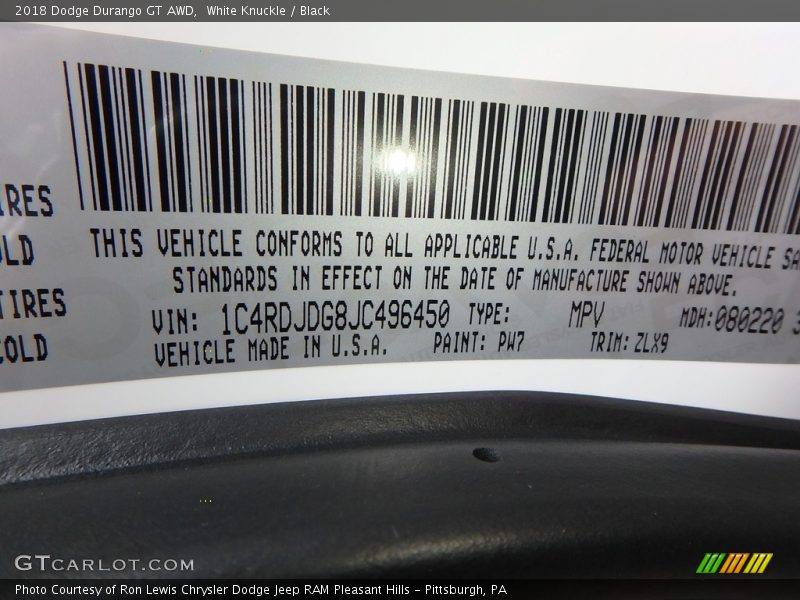 2018 Dodge Durango GT AWD,  White Knuckle / Black
IRES
OLD
TIRES
COLD
THIS VEHICLE CONFORMS TO ALL APPLICABLE U.S.A. FEDERAL MOTOR VEHICLE SA
STANDARDS IN EFFECT ON THE DATE OF MANUFACTURE SHOWN ABOVE.
VIN: 1C4RDJDG8JC496450 TYPE: MPV MDH:080220 3
VEHICLE MADE IN U.S.A. PAINT: PW7 TRIM: ZLX9
GTCARLOT.COM
Photo Courtesy of Ron Lewis Chrysler Dodge Jeep RAM Pleasant Hills - Pittsburgh, PA